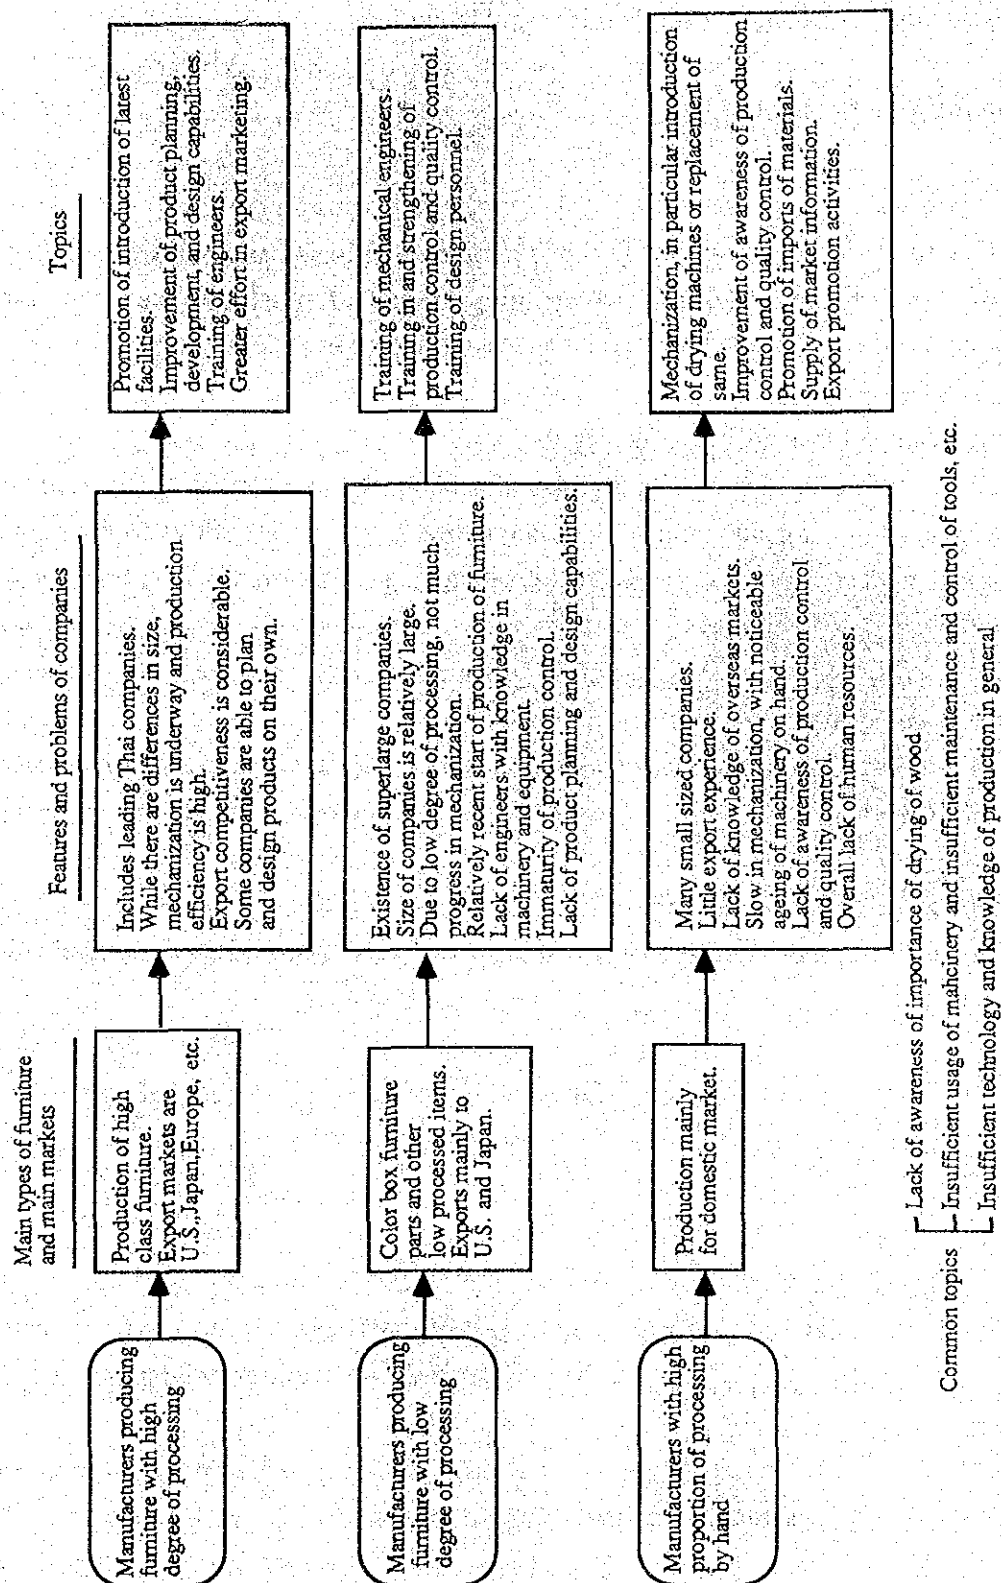 Main types of furniture
and main markets
Features and problems of companies
Topics
Manufacturers producing
furniture with high
degree of processing
Production of high
class furniture.
Export markets are
U.S.,Japan,Europe, etc.
Includes leading Thai companies.
While there are differences in size,
mechanization is underway and production
efficiency is high.
Export competitiveness is considerable.
Some companies are able to plan
and design products on their own.
Promotion of introduction of latest
facilities.
Improvement of product planning,
development, and design capabilities.
Training of engineers.
Greater effort in export marketing.
Manufacturers producing
furniture with low
degree of processing
Color box furniture
parts and other
low processed items.
Exports mainly to
U.S. and Japan.
Existence of superlarge companies.
Size of companies is relatively large.
Due to low degree of processing, not much
progress in mechanization.
Relatively recent start of production of furniture.
Lack of engineers with knowledge in
machinery and equipment.
Immaturity of production control.
Lack of product planning and design capabilities.
Training of mechanical engineers.
Training in and strengthening of
production control and quality control.
Training of design personnel.
Manufacturers with high
proportion of processing
by hand
Production mainly
for domestic market.
Many small sized companies.
Little export experience.
Lack of knowledge of overseas markets.
Slow in mechanization, with noticeable
ageing of machinery on hand.
Lack of awareness of production control
and quality control.
Overall lack of human resources.
Mechanization, in particular introduction
of drying machines or replacement of
same.
Improvement of awareness of production
control and quality control.
Promotion of imports of materials.
Supply of market information.
Export promotion activities.
Common topics
Lack of awareness of importance of drying of wood
Insufficient usage of mahcinery and insufficient maintenance and control of tools, etc.
Insufficient technology and knowledge of production in general